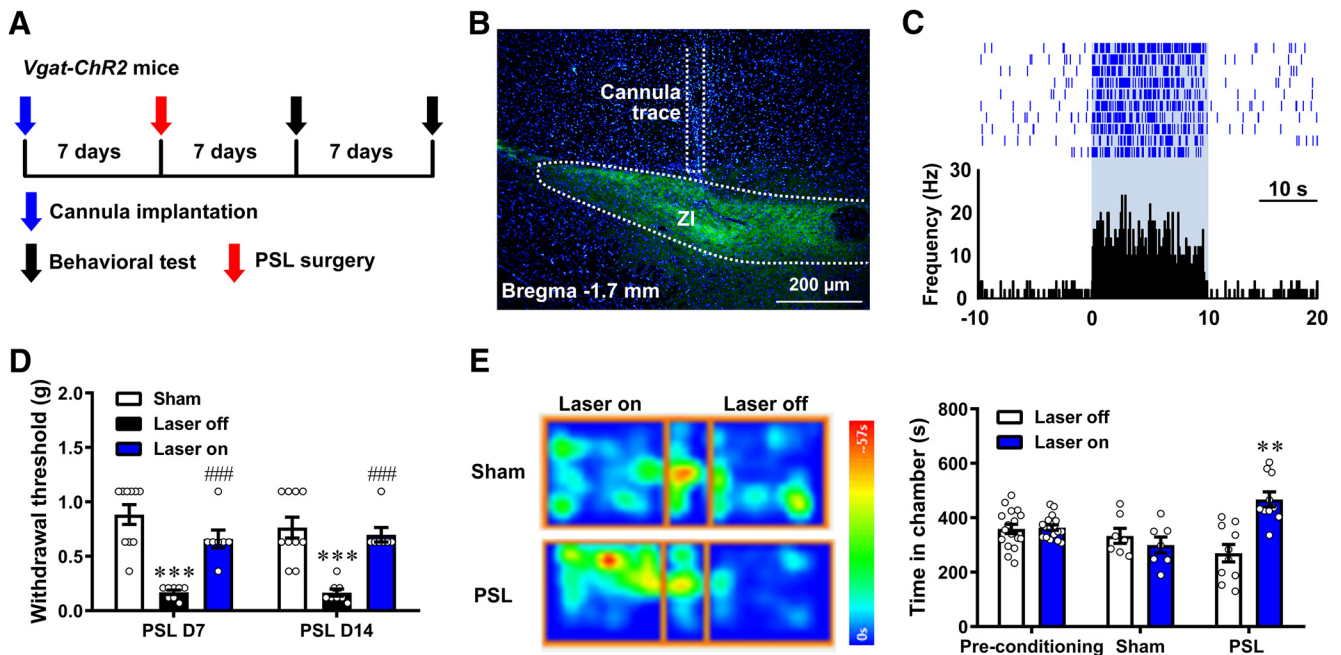 A
Vgat-ChR2 mice
7 days
7 days
7 days
Cannula implantation
Behavioral test
PSL surgery
B
Cannula
trace
ZI
Bregma -1.7 mm
200 µm
C
Frequency (Hz)
30
20
10
0
10 s
-10
0
10
20
D
Withdrawal threshold (g)
2.0
1.5
1.0
0.5
0.0
Sham
Laser off
Laser on
***
###
***
###
PSL D7
PSL D14
E
Laser on
Laser off
Sham
PSL
~57s
0s
Time in chamber (s)
800
600
400
200
0
Laser off
Laser on
**
Pre-conditioning
Sham
PSL